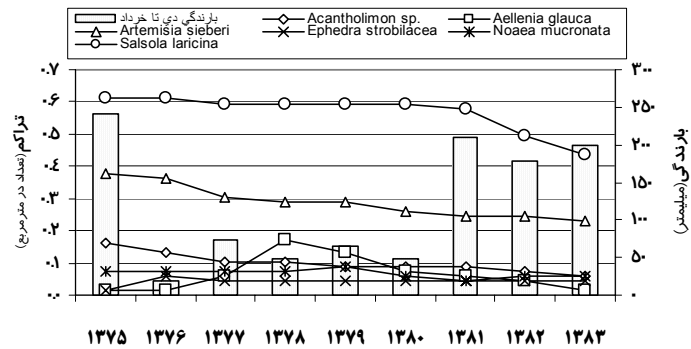 بارندگي دي تا خرداد
Acantholimon sp.
Aellenia glauca
Artemisia sieberi
Ephedra strobilacea
Noaea mucronata
Salsola laricina
تراکم (تعداد در مترمربع)
۰.۷
۰.۶
۰.۵
۰.۴
۰.۳
۰.۲
۰.۱
۰.۰
۳۰۰
۲۵۰
۲۰۰
۱۵۰
۱۰۰
۵۰
۰
بارندگی (میلیمتر)
۱۳۷۵ ۱۳۷۶ ۱۳۷۷ ۱۳۷۸ ۱۳۷۹ ۱۳۸۰ ۱۳۸۱ ۱۳۸۲ ۱۳۸۳